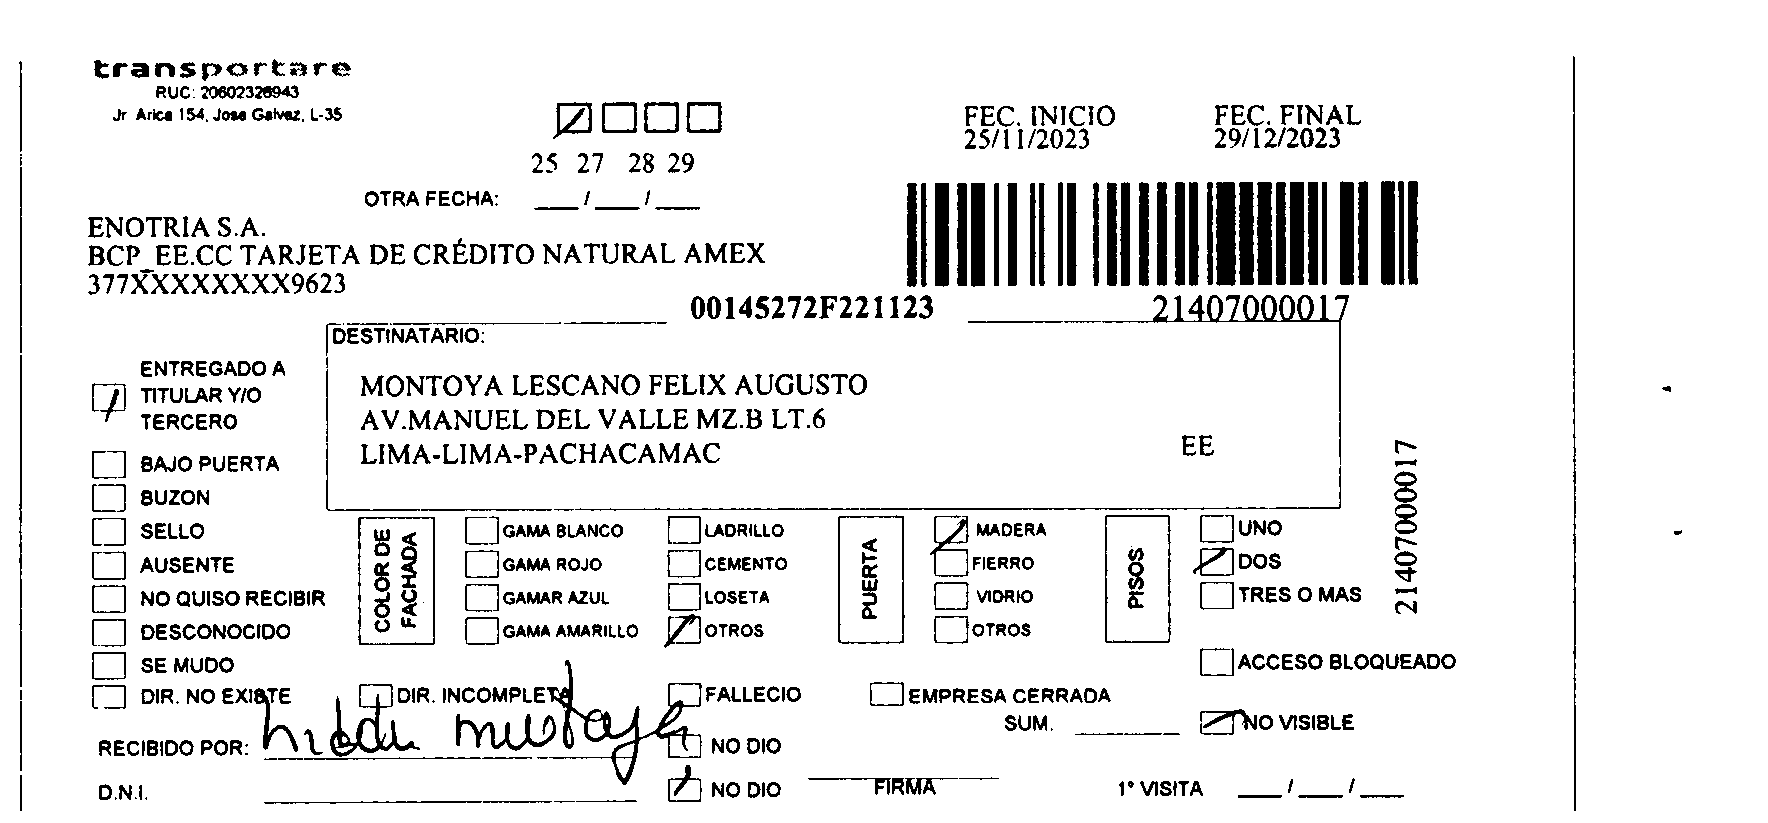 transportare
RUC: 20602326943
Jr Arica 154, Jose Galvez, L-35
25 27 28 29
OTRA FECHA: ___/___/___
FEC. INICIO
25/11/2023
FEC. FINAL
29/12/2023
ENOTRIA S.A.
BCP_EE.CC TARJETA DE CRÉDITO NATURAL AMEX
377XXXXXXXX9623
00145272F221123
21407000017
DESTINATARIO:
MONTOYA LESCANO FELIX AUGUSTO
AV.MANUEL DEL VALLE MZ.B LT.6
LIMA-LIMA-PACHACAMAC
EE
21407000017
ENTREGADO A
TITULAR Y/O
TERCERO
BAJO PUERTA
BUZON
SELLO
AUSENTE
NO QUISO RECIBIR
DESCONOCIDO
SE MUDO
DIR. NO EXISTE
COLOR DE
FACHADA
GAMA BLANCO
GAMA ROJO
GAMAR AZUL
GAMA AMARILLO
LADRILLO
CEMENTO
LOSETA
OTROS
PUERTA
MADERA
FIERRO
VIDRIO
OTROS
PISOS
UNO
DOS
TRES O MAS
ACCESO BLOQUEADO
DIR. INCOMPLETA
FALLECIO
EMPRESA CERRADA
SUM. ______
NO VISIBLE
RECIBIDO POR:
NO DIO
D.N.I.
NO DIO
FIRMA
1° VISITA ___/___/___